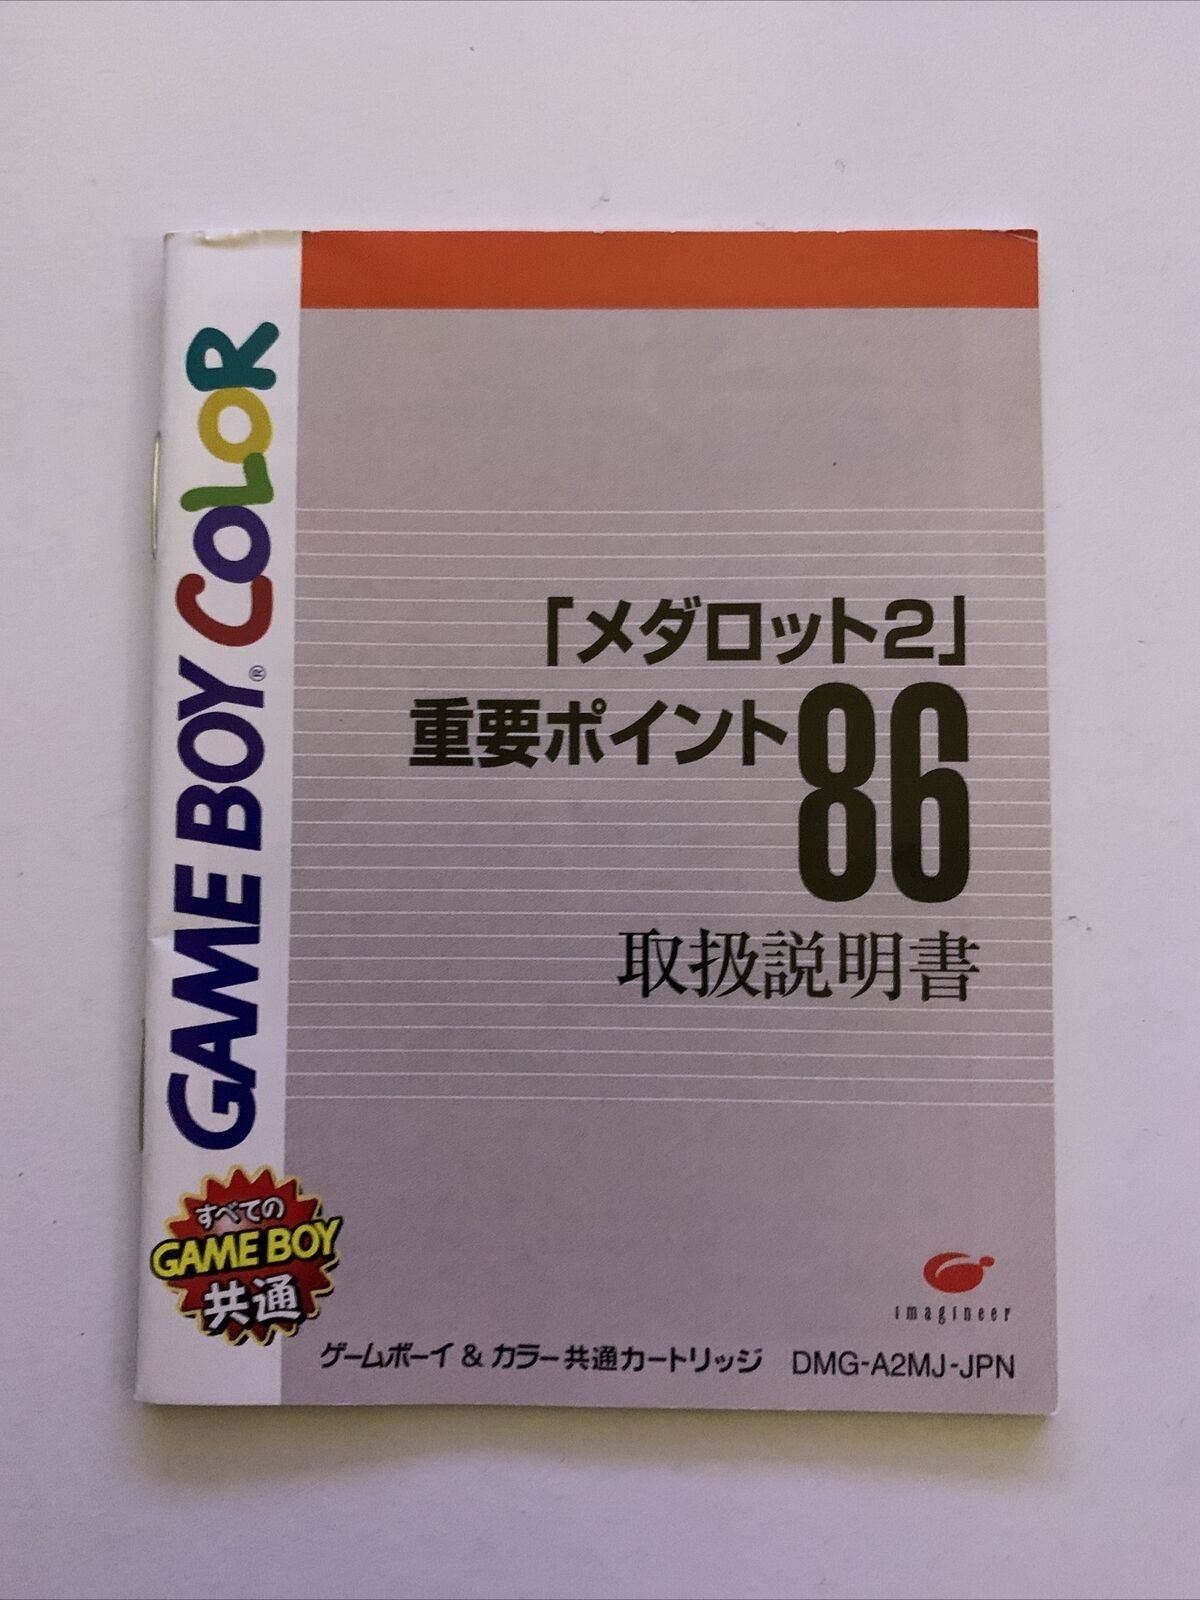 GAME BOY COLOR
®
「メダロット2」
重要ポイント86
取扱説明書
すべての
GAME BOY
共通
imagineer
ゲームボーイ & カラー共通カートリッジ DMG-A2MJ-JPN